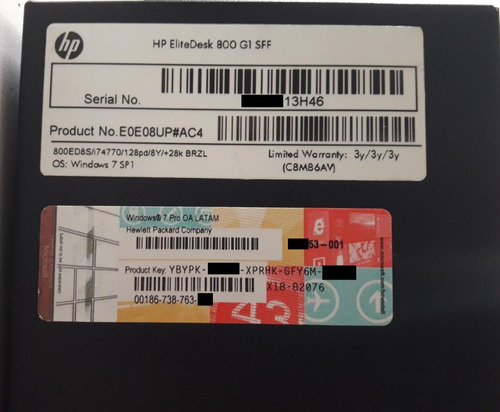 hp
HP EliteDesk 800 G1 SFF
Serial No. 13H46
Product No.E0E08UP#AC4
800ED8S/i74770/128pd/8Y/+28k BRZL
OS: Windows 7 SP1
Limited Warranty: 3y/3y/3y
(C8M86AV)
Windows® 7 Pro OA LATAM
Hewlett Packard Company
53-001
Product Key: YBYPK- -XPRHK-GFY6M-
X18-B2076
00186-738-763-